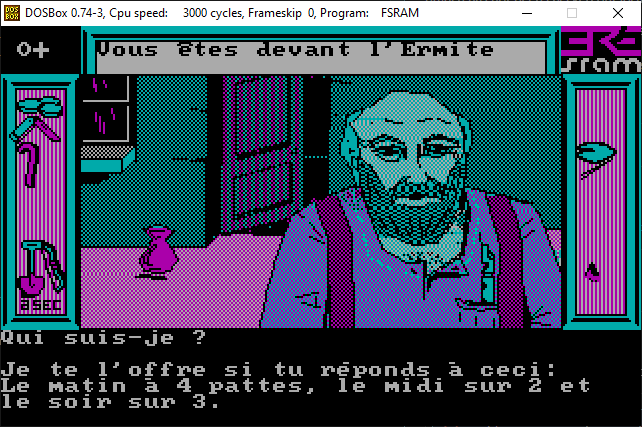 DOSBox 0.74-3, Cpu speed: 3000 cycles, Frameskip 0, Program: FSRAM
0+
Vous êtes devant l'Ermite
ERE
sram
Qui suis-je ?
Je te l'offre si tu réponds à ceci:
Le matin à 4 pattes, le midi sur 2 et
le soir sur 3.